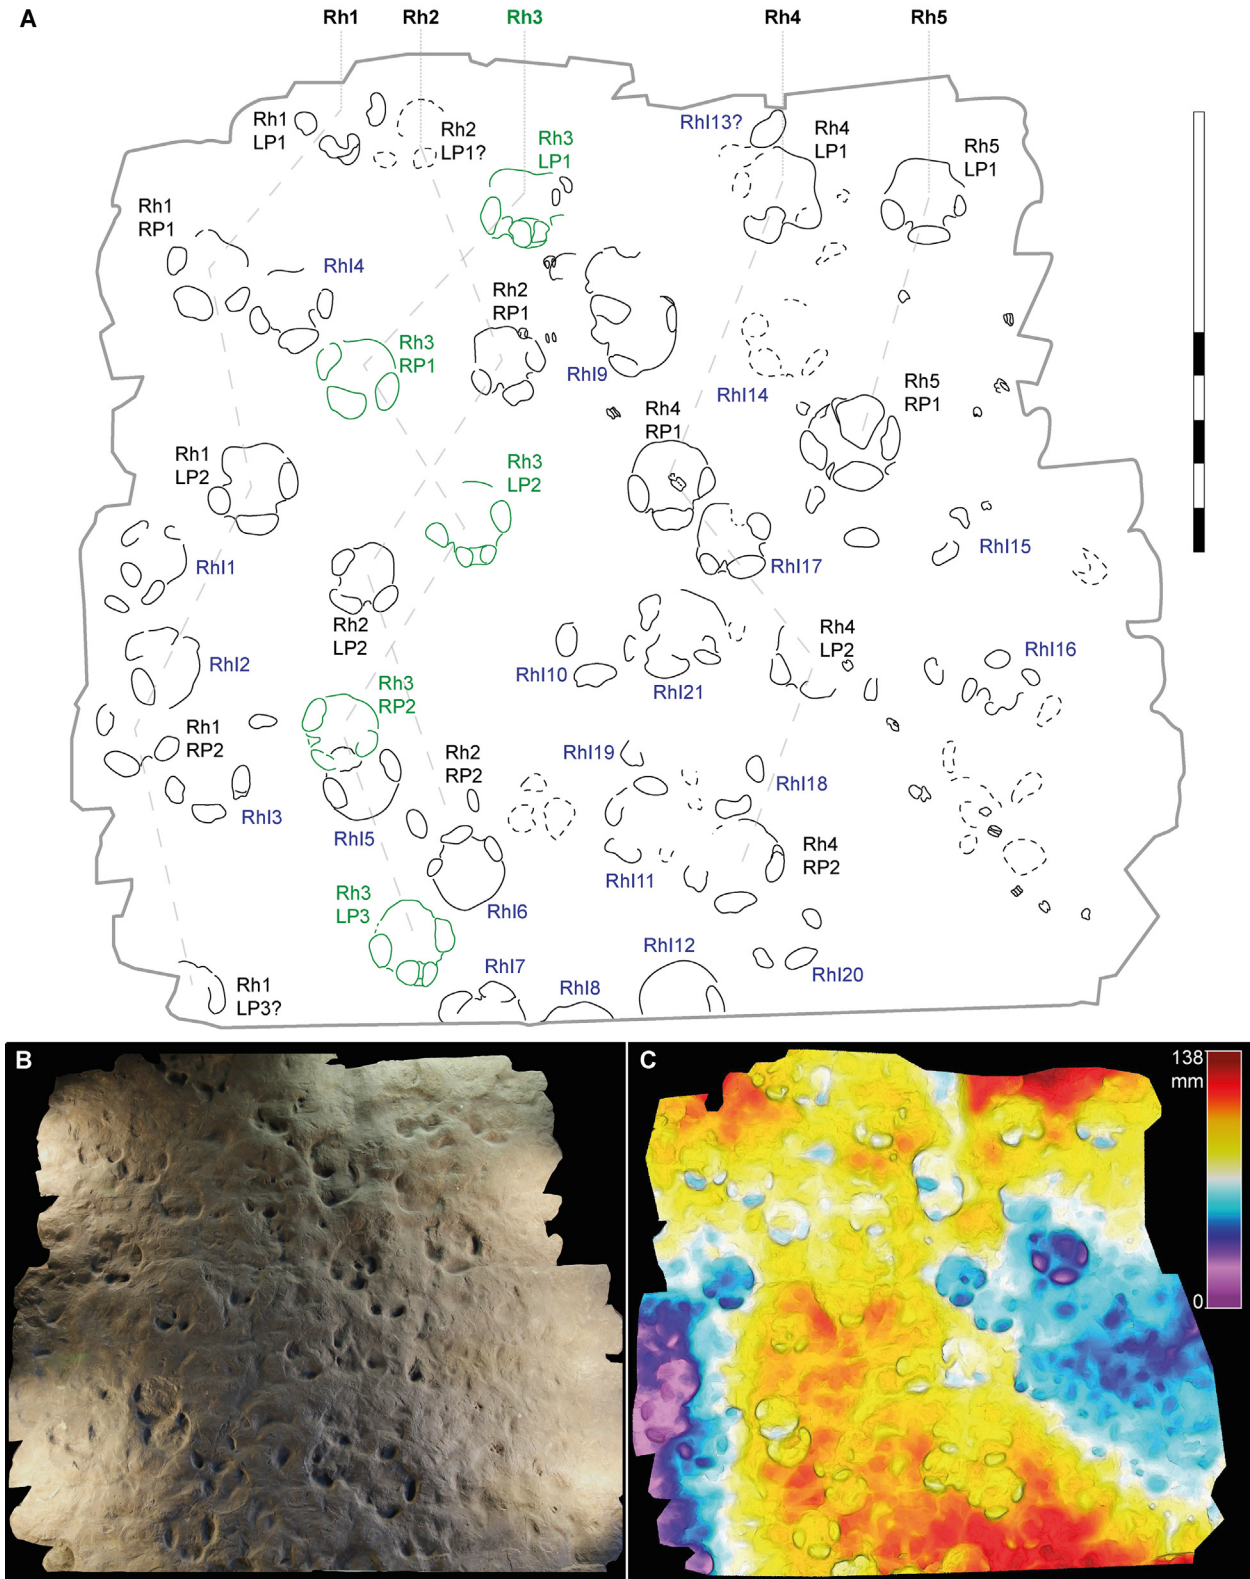 A
Rh1
Rh2
Rh3
Rh4
Rh5
Rh1
LP1
Rh2
LP1?
Rh3
LP1
RhI13?
Rh4
LP1
Rh5
LP1
Rh1
RP1
RhI4
Rh2
RP1
Rh3
RP1
RhI9
RhI14
Rh5
RP1
Rh4
RP1
Rh1
LP2
Rh3
LP2
RhI1
RhI17
RhI15
Rh2
LP2
Rh4
LP2
RhI2
RhI10
RhI21
RhI16
Rh3
RP2
Rh1
RP2
Rh2
RP2
RhI19
RhI18
RhI3
RhI5
Rh4
RP2
RhI11
Rh3
LP3
RhI6
RhI12
RhI20
Rh1
LP3?
RhI7
RhI8
B
C
138
mm
0